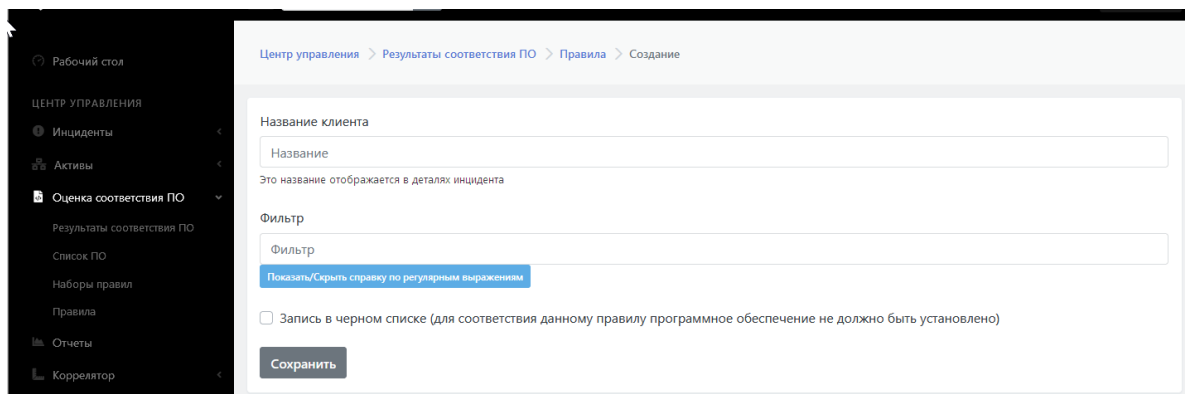 Рабочий стол
ЦЕНТР УПРАВЛЕНИЯ
Инциденты
Активы
Оценка соответствия ПО
Результаты соответствия ПО
Список ПО
Наборы правил
Правила
Отчеты
Коррелятор
Центр управления > Результаты соответствия ПО > Правила > Создание
Название клиента
Название
Это название отображается в деталях инцидента
Фильтр
Фильтр
Показать/Скрыть справку по регулярным выражениям
Запись в черном списке (для соответствия данному правилу программное обеспечение не должно быть установлено)
Сохранить